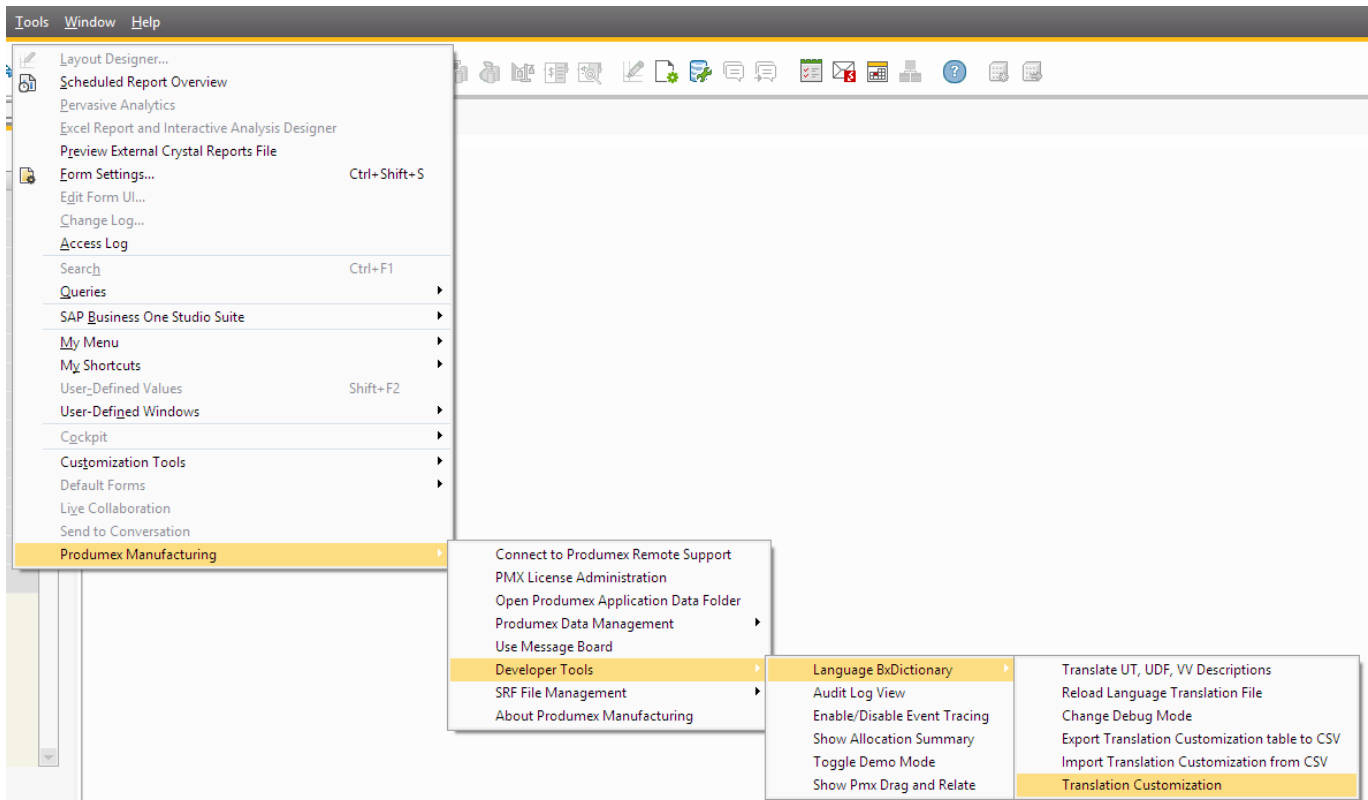 Tools Window Help
Layout Designer...
Scheduled Report Overview
Pervasive Analytics
Excel Report and Interactive Analysis Designer
Preview External Crystal Reports File
Form Settings... Ctrl+Shift+S
Edit Form UI...
Change Log...
Access Log
Search Ctrl+F1
Queries
SAP Business One Studio Suite
My Menu
My Shortcuts
User-Defined Values Shift+F2
User-Defined Windows
Cockpit
Customization Tools
Default Forms
Live Collaboration
Send to Conversation
Produmex Manufacturing
Connect to Produmex Remote Support
PMX License Administration
Open Produmex Application Data Folder
Produmex Data Management
Use Message Board
Developer Tools
SRF File Management
About Produmex Manufacturing
Language BxDictionary
Audit Log View
Enable/Disable Event Tracing
Show Allocation Summary
Toggle Demo Mode
Show Pmx Drag and Relate
Translate UT, UDF, VV Descriptions
Reload Language Translation File
Change Debug Mode
Export Translation Customization table to CSV
Import Translation Customization from CSV
Translation Customization